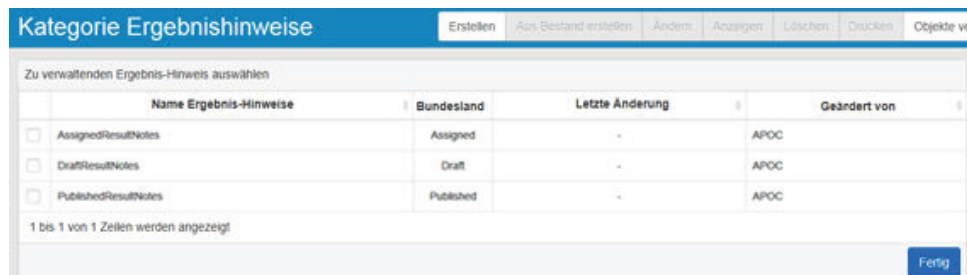 Kategorie Ergebnishinweise
Erstellen Aus Bestand erstellen Ändern Anzeigen Löschen Drucken Objekte ve
Zu verwaltenden Ergebnis-Hinweis auswählen
Name Ergebnis-Hinweise Bundesland Letzte Änderung Geändert von
AssignedResultNotes Assigned - APOC
DraftResultNotes Draft - APOC
PublishedResultNotes Published - APOC
1 bis 1 von 1 Zeilen werden angezeigt
Fertig